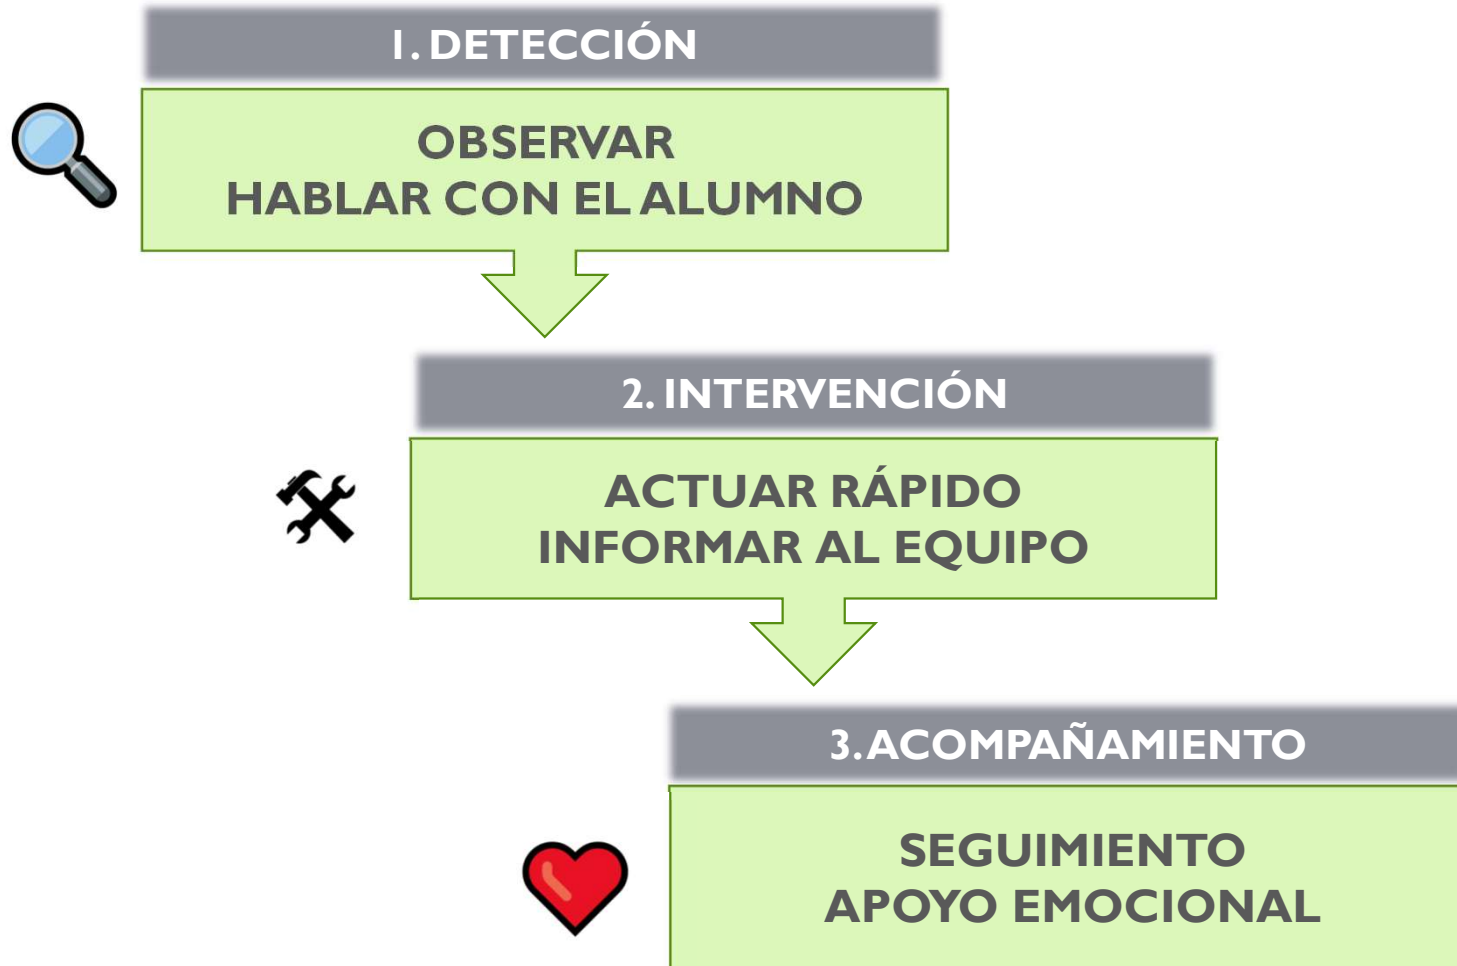 1. DETECCIÓN
OBSERVAR
HABLAR CON EL ALUMNO
2. INTERVENCIÓN
ACTUAR RÁPIDO
INFORMAR AL EQUIPO
3. ACOMPAÑAMIENTO
SEGUIMIENTO
APOYO EMOCIONAL